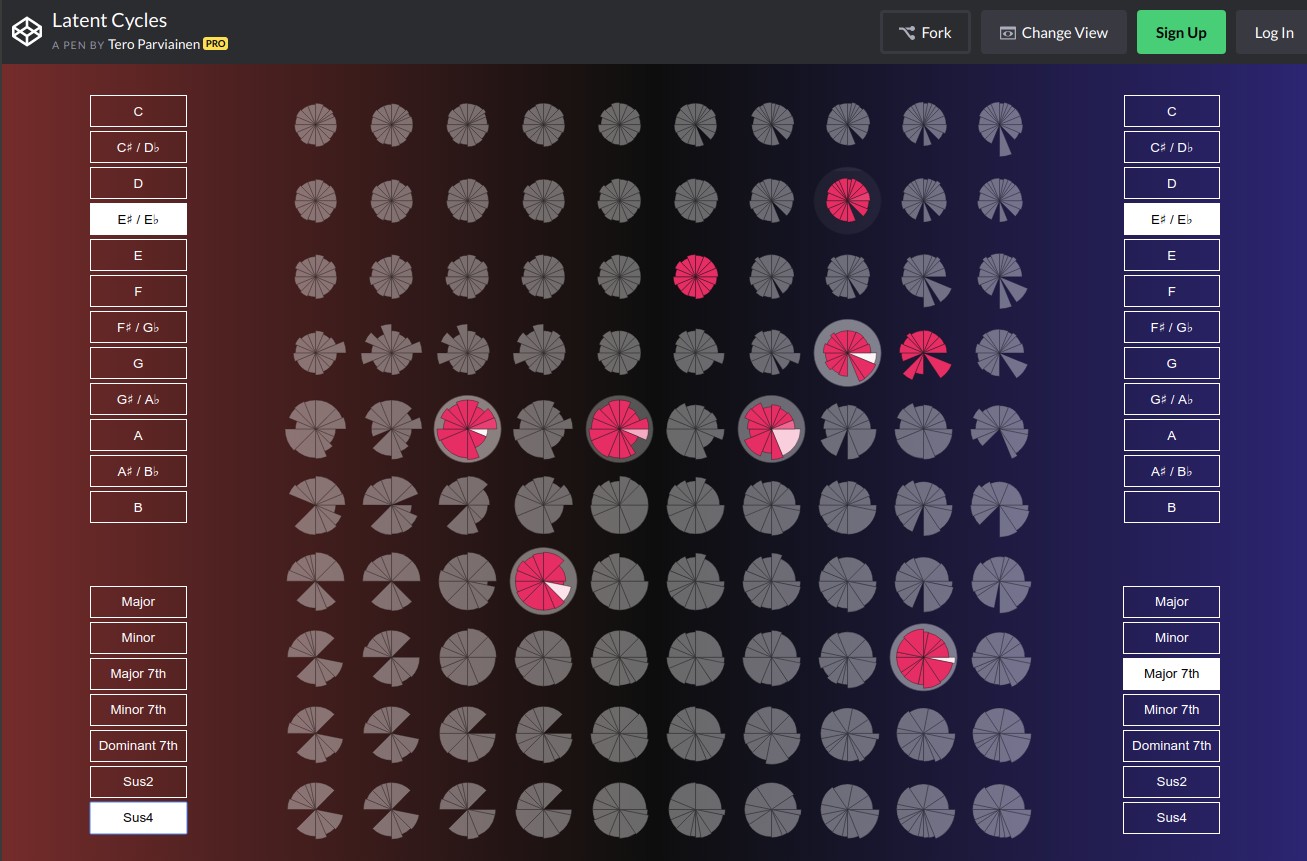 Latent Cycles
A PEN BY Tero Parviainen PRO
Fork
Change View
Sign Up
Log In
C
C♯ / D♭
D
E♯ / E♭
E
F
F♯ / G♭
G
G♯ / A♭
A
A♯ / B♭
B
Major
Minor
Major 7th
Minor 7th
Dominant 7th
Sus2
Sus4
C
C♯ / D♭
D
E♯ / E♭
E
F
F♯ / G♭
G
G♯ / A♭
A
A♯ / B♭
B
Major
Minor
Major 7th
Minor 7th
Dominant 7th
Sus2
Sus4